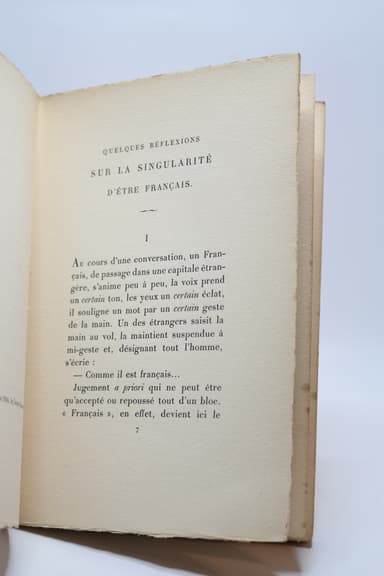 QUELQUES RÉFLEXIONS
SUR LA SINGULARITÉ
D'ÊTRE FRANÇAIS.
I
Au cours d'une conversation, un Fran-
çais, de passage dans une capitale étran-
gère, s'anime peu à peu, la voix prend
un certain ton, les yeux un certain éclat,
il souligne un mot par un certain geste
de la main. Un des étrangers saisit la
main au vol, la maintient suspendue à
mi-geste et, désignant tout l'homme,
s'écrie :
— Comme il est français...
Jugement a priori qui ne peut être
qu'accepté ou repoussé tout d'un bloc.
« Français », en effet, devient ici le
7